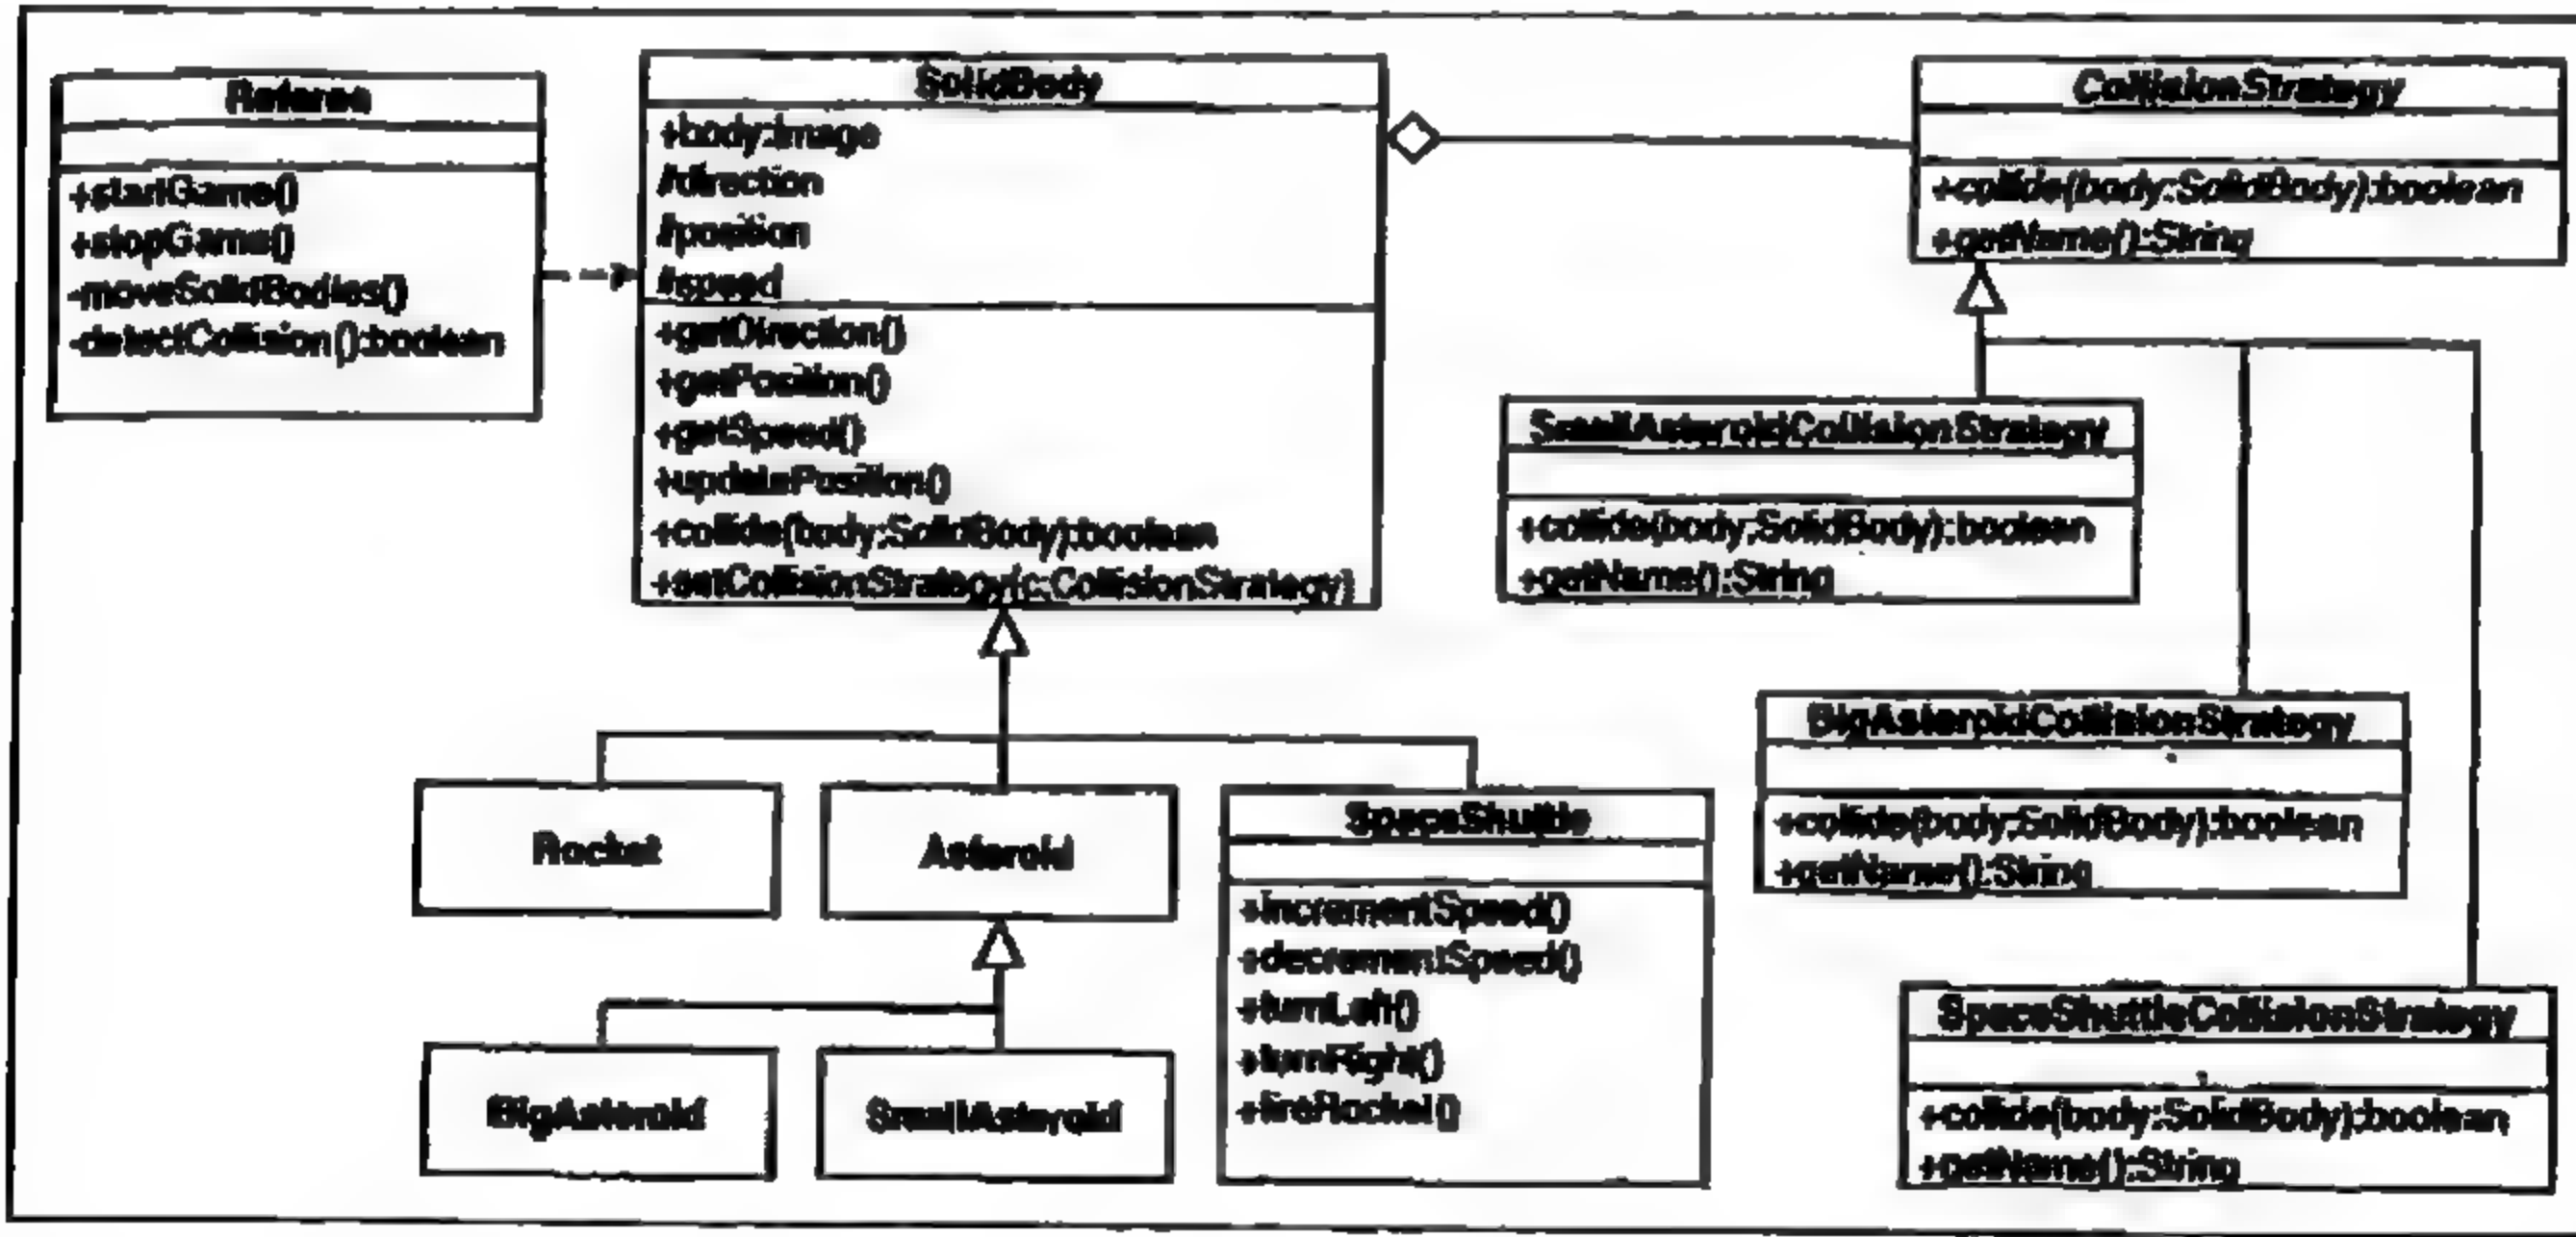 Referee
+startGame()
+stopGame()
-moveSolidBodies()
-detectCollision():boolean
SolidBody
+body:Image
#direction
#position
#speed
+getDirection()
+getPosition()
+getSpeed()
+updatePosition()
+collide(body:SolidBody):boolean
+setCollisionStrategy(c:CollisionStrategy)
CollisionStrategy
+collide(body:SolidBody):boolean
+getName():String
SmallAsteroidCollisionStrategy
+collide(body:SolidBody):boolean
+getName():String
BigAsteroidCollisionStrategy
+collide(body:SolidBody):boolean
+getName():String
SpaceShuttleCollisionStrategy
+collide(body:SolidBody):boolean
+getName():String
Rocket
Asteroid
SpaceShuttle
+incrementSpeed()
+decrementSpeed()
+turnLeft()
+turnRight()
+fireRocket()
BigAsteroid
SmallAsteroid